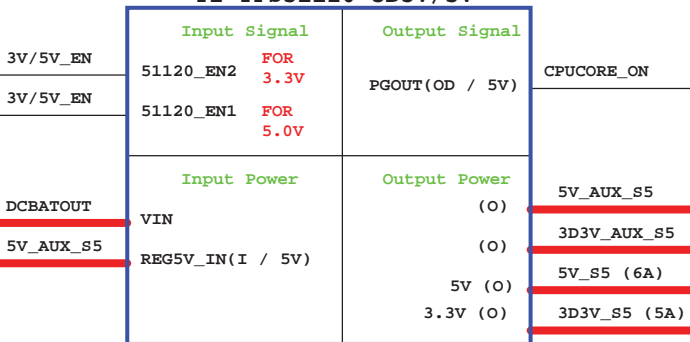 Input Signal
Output Signal
3V/5V_EN
51120_EN2
FOR
3.3V
PGOUT(OD / 5V)
CPUCORE_ON
3V/5V_EN
51120_EN1
FOR
5.0V
Input Power
Output Power
DCBATOUT
VIN
(O)
5V_AUX_S5
5V_AUX_S5
REG5V_IN(I / 5V)
(O)
3D3V_AUX_S5
5V (O)
5V_S5 (6A)
3.3V (O)
3D3V_S5 (5A)